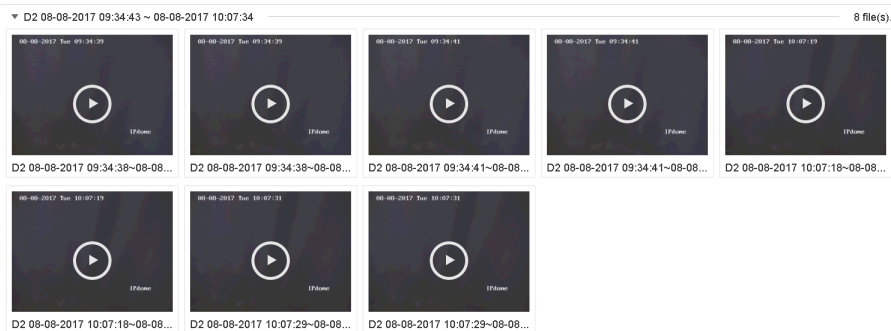 D2 08-08-2017 09:34:43 ~ 08-08-2017 10:07:34 8 file(s).
08-08-2017 Tue 09:34:39 08-08-2017 Tue 09:34:39 08-08-2017 Tue 09:34:41 08-08-2017 Tue 09:34:41 08-08-2017 Tue 10:07:19
IPdome IPdome IPdome IPdome IPdome
D2 08-08-2017 09:34:38~08-08... D2 08-08-2017 09:34:38~08-08... D2 08-08-2017 09:34:41~08-08... D2 08-08-2017 09:34:41~08-08... D2 08-08-2017 10:07:18~08-08...
08-08-2017 Tue 10:07:19 08-08-2017 Tue 10:07:31 08-08-2017 Tue 10:07:31
IPdome IPdome IPdome
D2 08-08-2017 10:07:18~08-08... D2 08-08-2017 10:07:29~08-08... D2 08-08-2017 10:07:29~08-08...